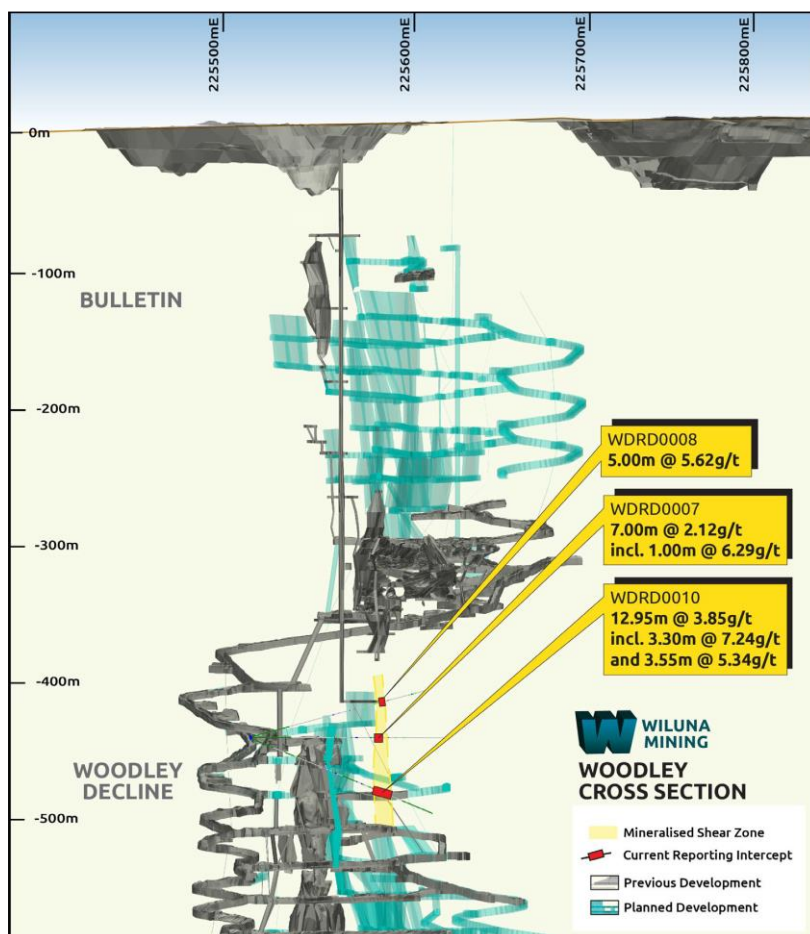 225500mE
225600mE
225700mE
225800mE
0m
-100m
BULLETIN
-200m
WDRD0008
5.00m @ 5.62g/t
WDRD0007
7.00m @ 2.12g/t
incl. 1.00m @ 6.29g/t
-300m
WDRD0010
12.95m @ 3.85g/t
incl. 3.30m @ 7.24g/t
and 3.55m @ 5.34g/t
-400m
WILUNA
MINING
WOODLEY
DECLINE
WOODLEY
CROSS SECTION
-500m
Mineralised Shear Zone
Current Reporting Intercept
Previous Development
Planned Development